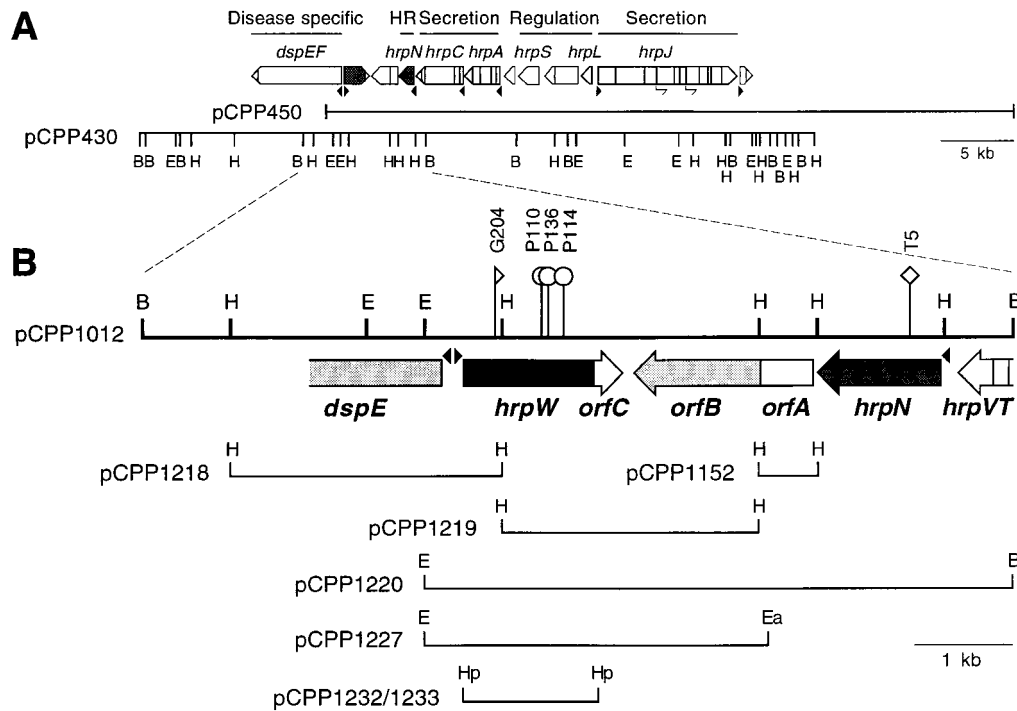 A
Disease specific HR Secretion Regulation Secretion
dspEF hrpN hrpC hrpA hrpS hrpL hrpJ
pCPP450
pCPP430
5 kb
BB EB H H B H EEH HH H B B H BE E E H HB EHB E B H
H H B H
B
G204 P110 P136 P114 T5
B H E E H H H H B
pCPP1012
dspE hrpW orfC orfB orfA hrpN hrpVT
H H H H
pCPP1218 pCPP1152
H H
pCPP1219
E B
pCPP1220
E Ea
pCPP1227
1 kb
Hp Hp
pCPP1232/1233